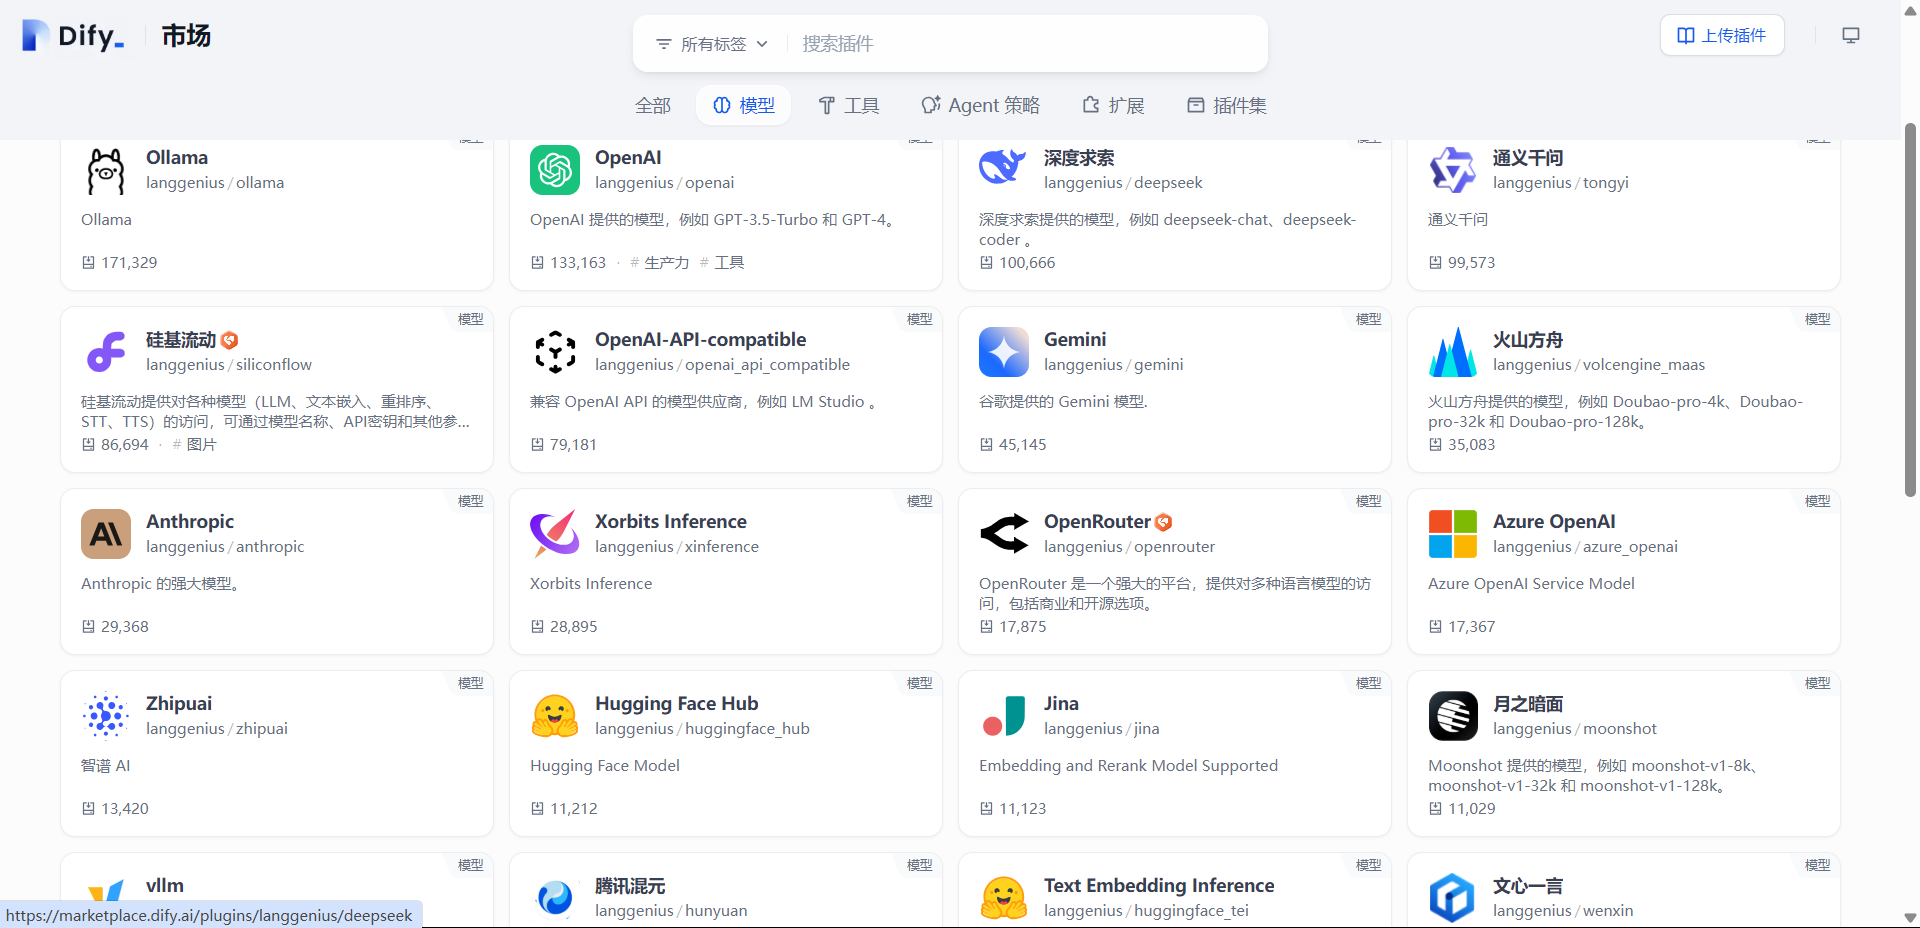 Dify_
市场
所有标签
搜索插件
上传插件
全部
模型
工具
Agent 策略
扩展
插件集
Ollama
langgenius / ollama
Ollama
171,329
OpenAI
langgenius / openai
OpenAI 提供的模型，例如 GPT-3.5-Turbo 和 GPT-4。
133,163 · # 生产力 # 工具
深度求索
langgenius / deepseek
深度求索提供的模型，例如 deepseek-chat、deepseek-
coder 。
100,666
通义千问
langgenius / tongyi
通义千问
99,573
模型
硅基流动
langgenius / siliconflow
硅基流动提供对各种模型（LLM、文本嵌入、重排序、
STT、TTS）的访问，可通过模型名称、API密钥和其他参...
86,694 · # 图片
模型
OpenAI-API-compatible
langgenius / openai_api_compatible
兼容 OpenAI API 的模型供应商，例如 LM Studio 。
79,181
模型
Gemini
langgenius / gemini
谷歌提供的 Gemini 模型.
45,145
模型
火山方舟
langgenius / volcengine_maas
火山方舟提供的模型，例如 Doubao-pro-4k、Doubao-
pro-32k 和 Doubao-pro-128k。
35,083
模型
Anthropic
langgenius / anthropic
Anthropic 的强大模型。
29,368
模型
Xorbits Inference
langgenius / xinference
Xorbits Inference
28,895
模型
OpenRouter
langgenius / openrouter
OpenRouter 是一个强大的平台，提供对多种语言模型的访
问，包括商业和开源选项。
17,875
模型
Azure OpenAI
langgenius / azure_openai
Azure OpenAI Service Model
17,367
模型
Zhipuai
langgenius / zhipuai
智谱 AI
13,420
模型
Hugging Face Hub
langgenius / huggingface_hub
Hugging Face Model
11,212
模型
Jina
langgenius / jina
Embedding and Rerank Model Supported
11,123
模型
月之暗面
langgenius / moonshot
Moonshot 提供的模型，例如 moonshot-v1-8k、
moonshot-v1-32k 和 moonshot-v1-128k。
11,029
模型
vllm
模型
腾讯混元
langgenius / hunyuan
模型
Text Embedding Inference
langgenius / huggingface_tei
模型
文心一言
langgenius / wenxin
https://marketplace.dify.ai/plugins/langgenius/deepseek